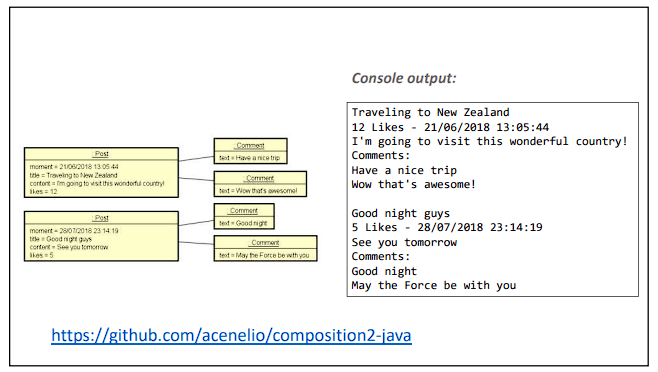 Console output:
: Post
moment = 21/06/2018 13:05:44
title = Traveling to New Zealand
content = I'm going to visit this wonderful country!
likes = 12
: Comment
text = Have a nice trip
: Comment
text = Wow that's awesome!
: Post
moment = 28/07/2018 23:14:19
title = Good night guys
content = See you tomorrow
likes = 5
: Comment
text = Good night
: Comment
text = May the Force be with you
Traveling to New Zealand
12 Likes - 21/06/2018 13:05:44
I'm going to visit this wonderful country!
Comments:
Have a nice trip
Wow that's awesome!
Good night guys
5 Likes - 28/07/2018 23:14:19
See you tomorrow
Comments:
Good night
May the Force be with you
https://github.com/acenelio/composition2-java